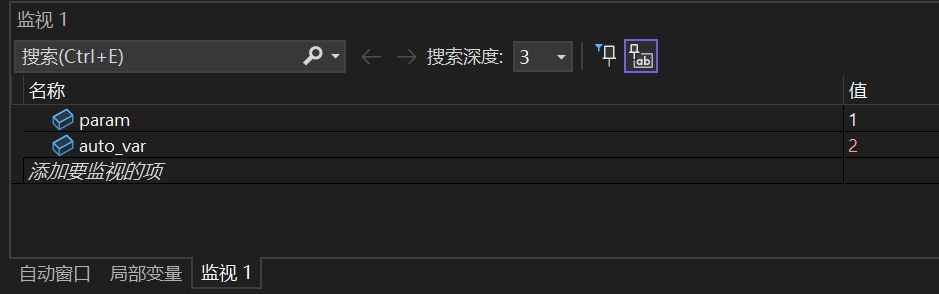 监视 1
搜索(Ctrl+E) 搜索深度: 3
名称 值
param 1
auto_var 2
添加要监视的项
自动窗口 局部变量 监视 1